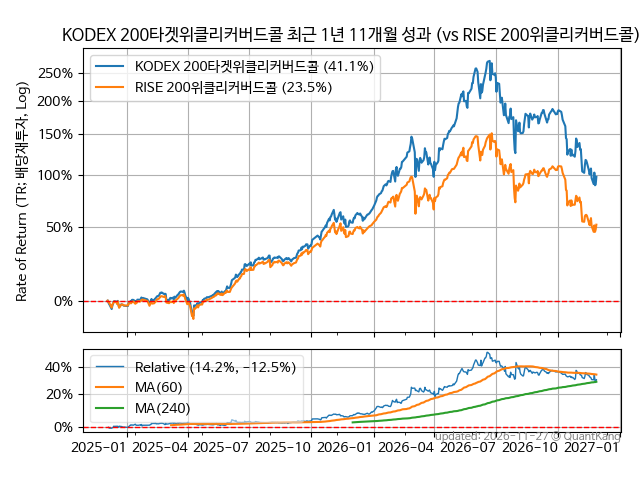 KODEX 200타겟위클리커버드콜 최근 1년 11개월 성과 (vs RISE 200위클리커버드콜)
Rate of Return (TR; 배당재투자, Log)
250%
200%
150%
100%
50%
0%
KODEX 200타겟위클리커버드콜 (41.1%)
RISE 200위클리커버드콜 (23.5%)
40%
20%
0%
Relative (14.2%, −12.5%)
MA(60)
MA(240)
updated: 2026-11-27 © QuantKang
2025-01 2025-04 2025-07 2025-10 2026-01 2026-04 2026-07 2026-10 2027-01